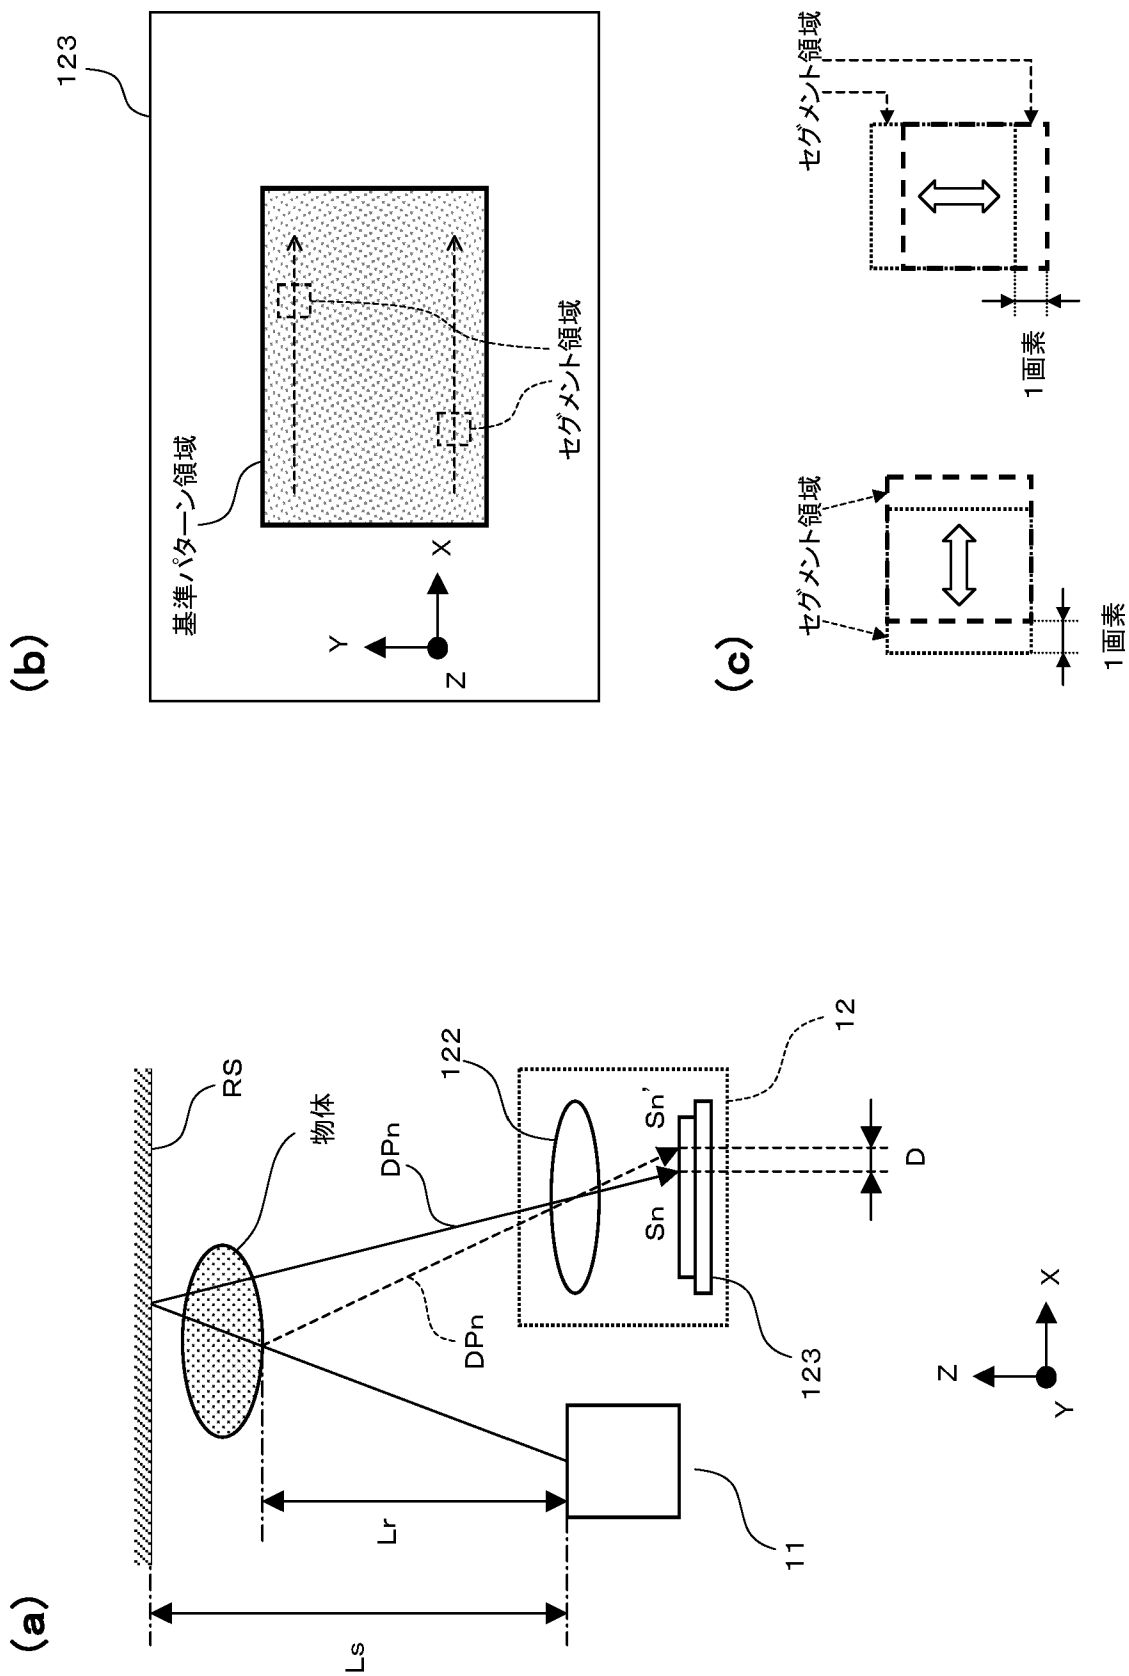 (a)
RS
物体
DPn
DPn
122
Ls
Lr
Sn
Sn'
12
11
123
D
Z
X
Y
(b)
123
基準パターン領域
セグメント領域
Y
X
Z
(c)
セグメント領域
1画素
セグメント領域
1画素